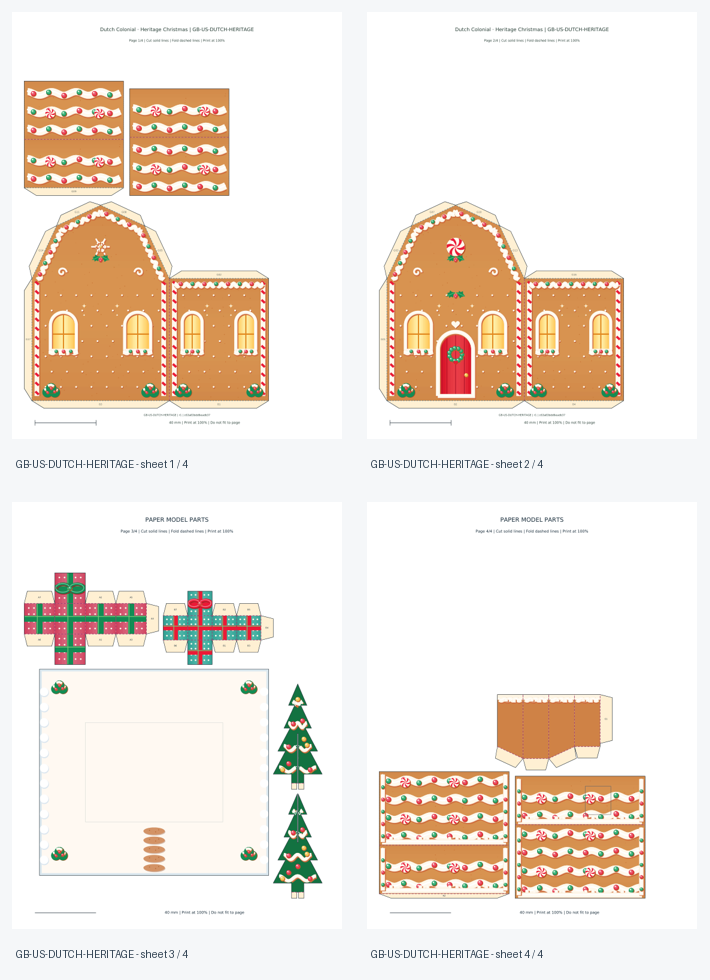 Dutch Colonial - Heritage Christmas | GB-US-DUTCH-HERITAGE
Page 1/4 | Cut solid lines | Fold dashed lines | Print at 100%
40 mm | Print at 100% | Do not fit to page
GB-US-DUTCH-HERITAGE - sheet 1 / 4
Dutch Colonial - Heritage Christmas | GB-US-DUTCH-HERITAGE
Page 2/4 | Cut solid lines | Fold dashed lines | Print at 100%
40 mm | Print at 100% | Do not fit to page
GB-US-DUTCH-HERITAGE - sheet 2 / 4
PAPER MODEL PARTS
Page 3/4 | Cut solid lines | Fold dashed lines | Print at 100%
40 mm | Print at 100% | Do not fit to page
GB-US-DUTCH-HERITAGE - sheet 3 / 4
PAPER MODEL PARTS
Page 4/4 | Cut solid lines | Fold dashed lines | Print at 100%
40 mm | Print at 100% | Do not fit to page
GB-US-DUTCH-HERITAGE - sheet 4 / 4